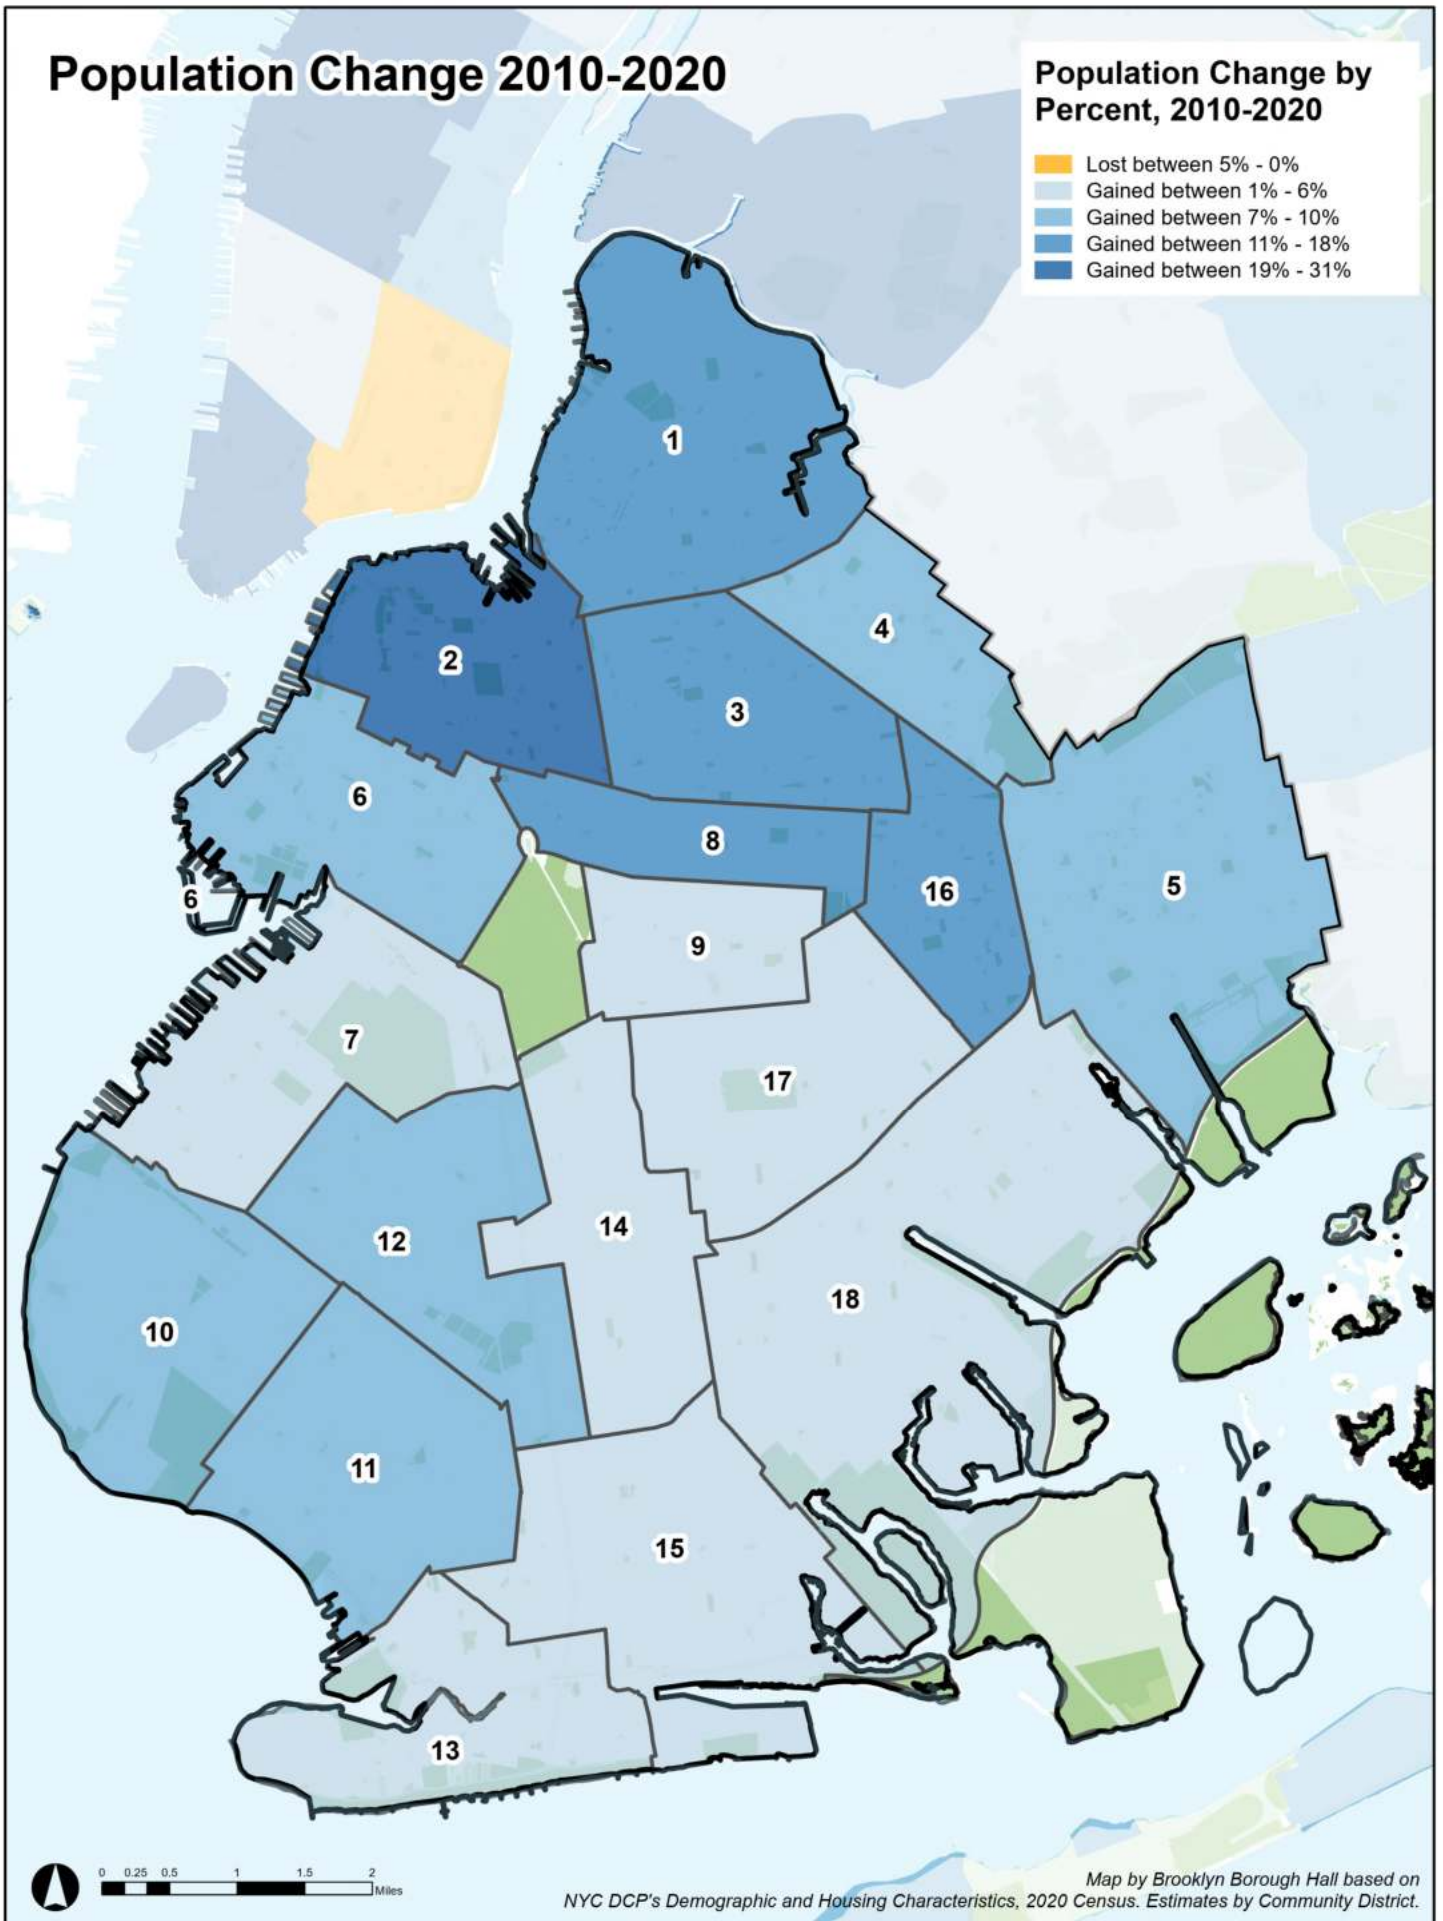 Population Change 2010-2020
Population Change by
Percent, 2010-2020
Lost between 5% - 0%
Gained between 1% - 6%
Gained between 7% - 10%
Gained between 11% - 18%
Gained between 19% - 31%
1
4
2
3
6
8
5
16
6
9
7
17
14
12
18
10
11
15
13
0 0.25 0.5 1 1.5 2
Miles
Map by Brooklyn Borough Hall based on
NYC DCP's Demographic and Housing Characteristics, 2020 Census. Estimates by Community District.